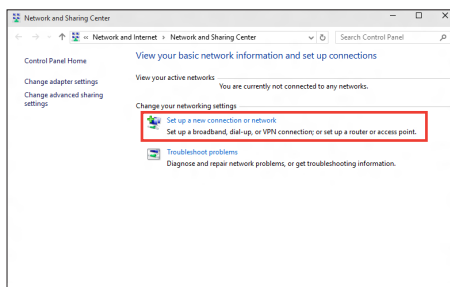 Network and Sharing Center
« Network and Internet › Network and Sharing Center
Search Control Panel
Control Panel Home
Change adapter settings
Change advanced sharing
settings
View your basic network information and set up connections
View your active networks
You are currently not connected to any networks.
Change your networking settings
Set up a new connection or network
Set up a broadband, dial-up, or VPN connection; or set up a router or access point.
Troubleshoot problems
Diagnose and repair network problems, or get troubleshooting information.